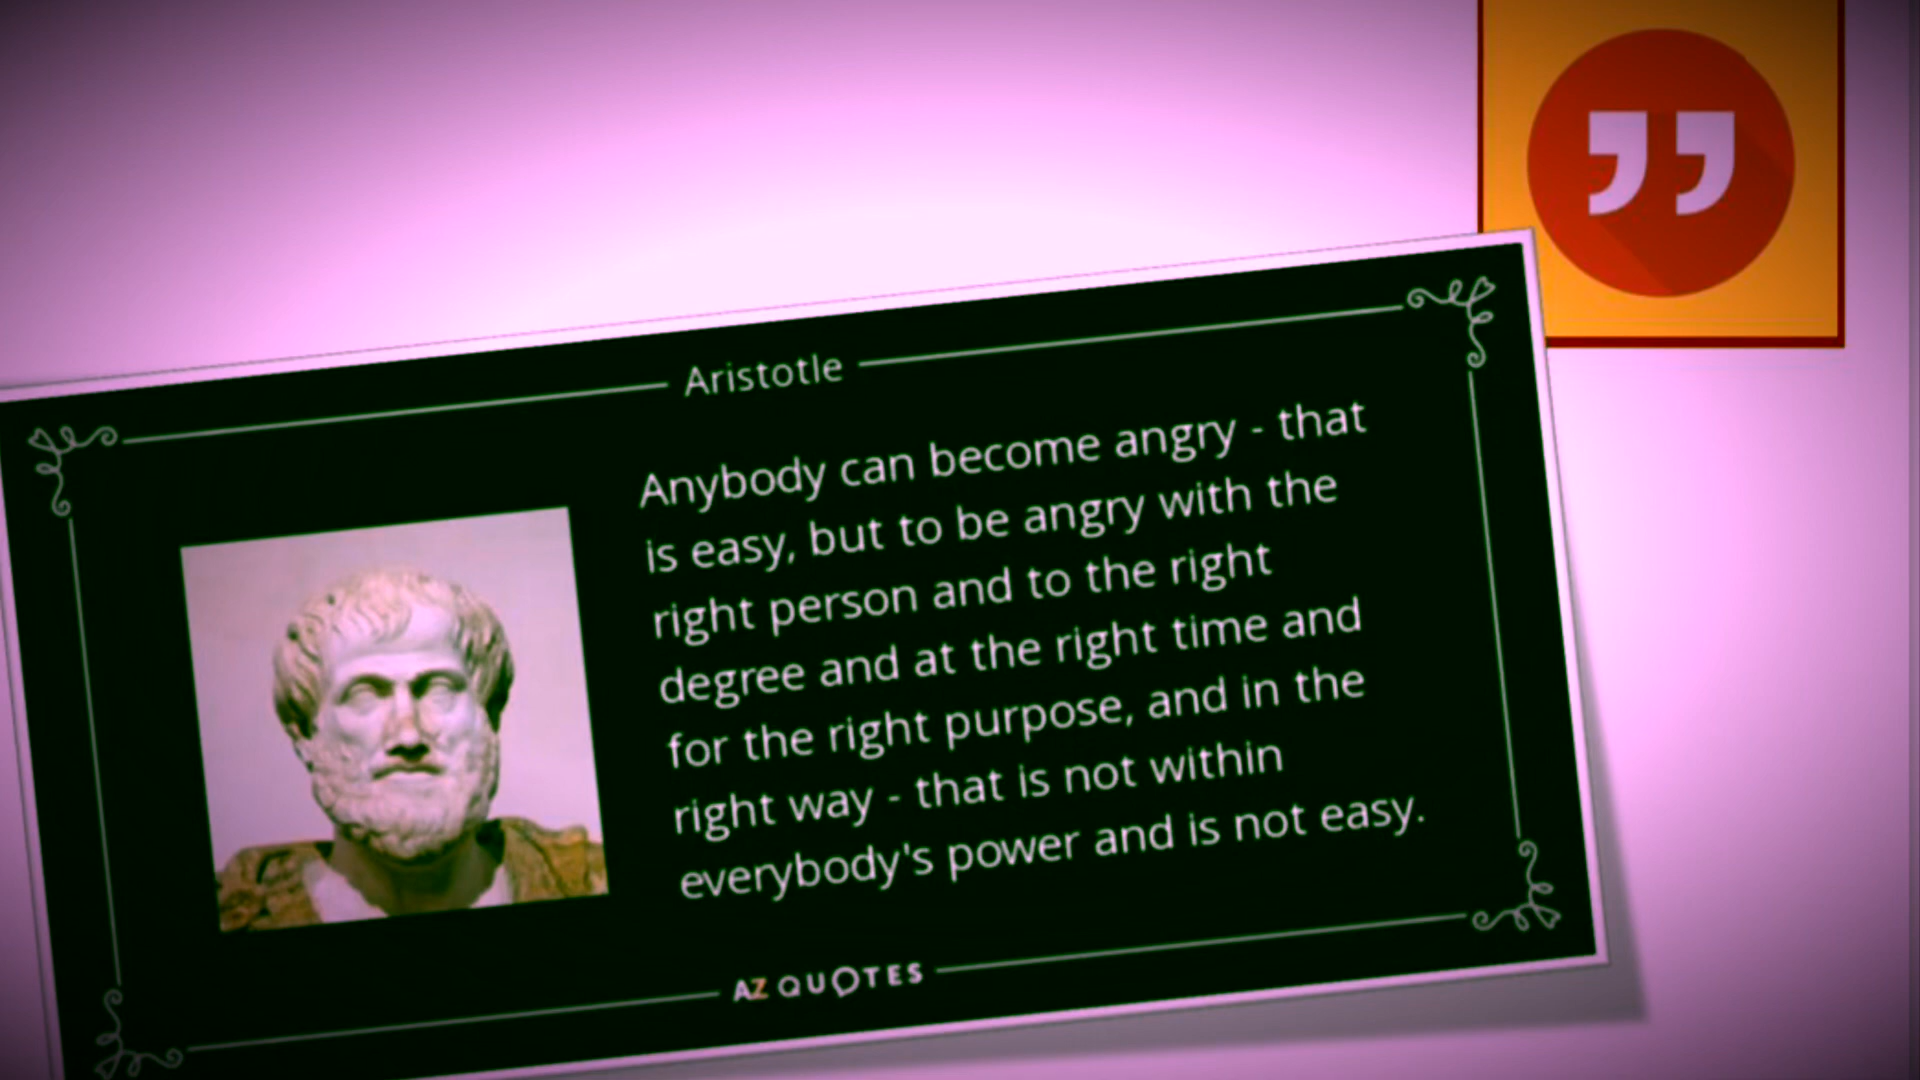 Aristotle
Anybody can become angry - that
is easy, but to be angry with the
right person and to the right
degree and at the right time and
for the right purpose, and in the
right way - that is not within
everybody's power and is not easy.
AZ QUOTES